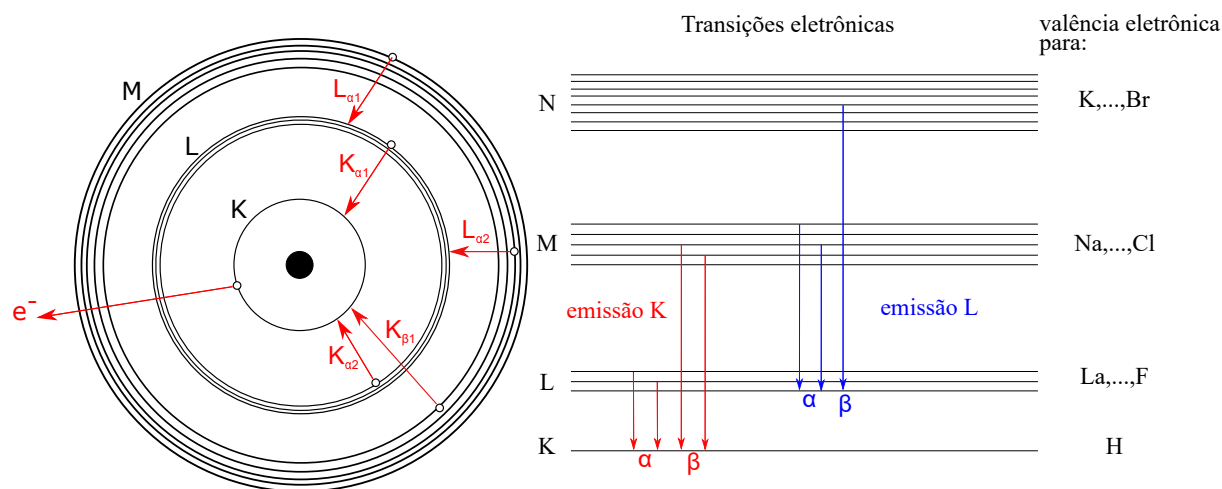 M
L
K
Lα1
Kα1
Lα2
Kβ1
Kα2
e-
Transições eletrônicas
valência eletrônica
para:
N
K,...,Br
M
Na,...,Cl
emissão K
emissão L
L
La,...,F
α
β
K
H
α
β